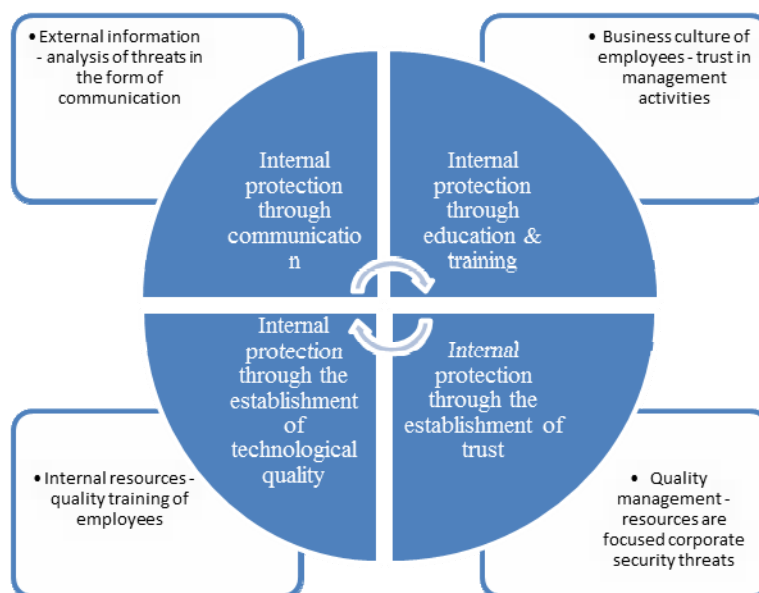 •External information
- analysis of threats in
the form of
communication
• Business culture of
employees - trust in
management
activities
Internal
protection
through
communicatio
n
Internal
protection
through
education &
training
Internal
protection
through the
establishment
of
technological
quality
Internal
protection
through the
establishment of
trust
•Internal resources -
quality training of
employees
• Quality
management -
resources are
focused corporate
security threats